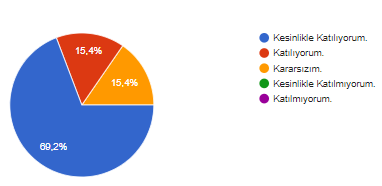 15,4%
15,4%
69,2%
Kesinlikle Katılıyorum.
Katılıyorum.
Kararsızım.
Kesinlikle Katılmıyorum.
Katılmıyorum.